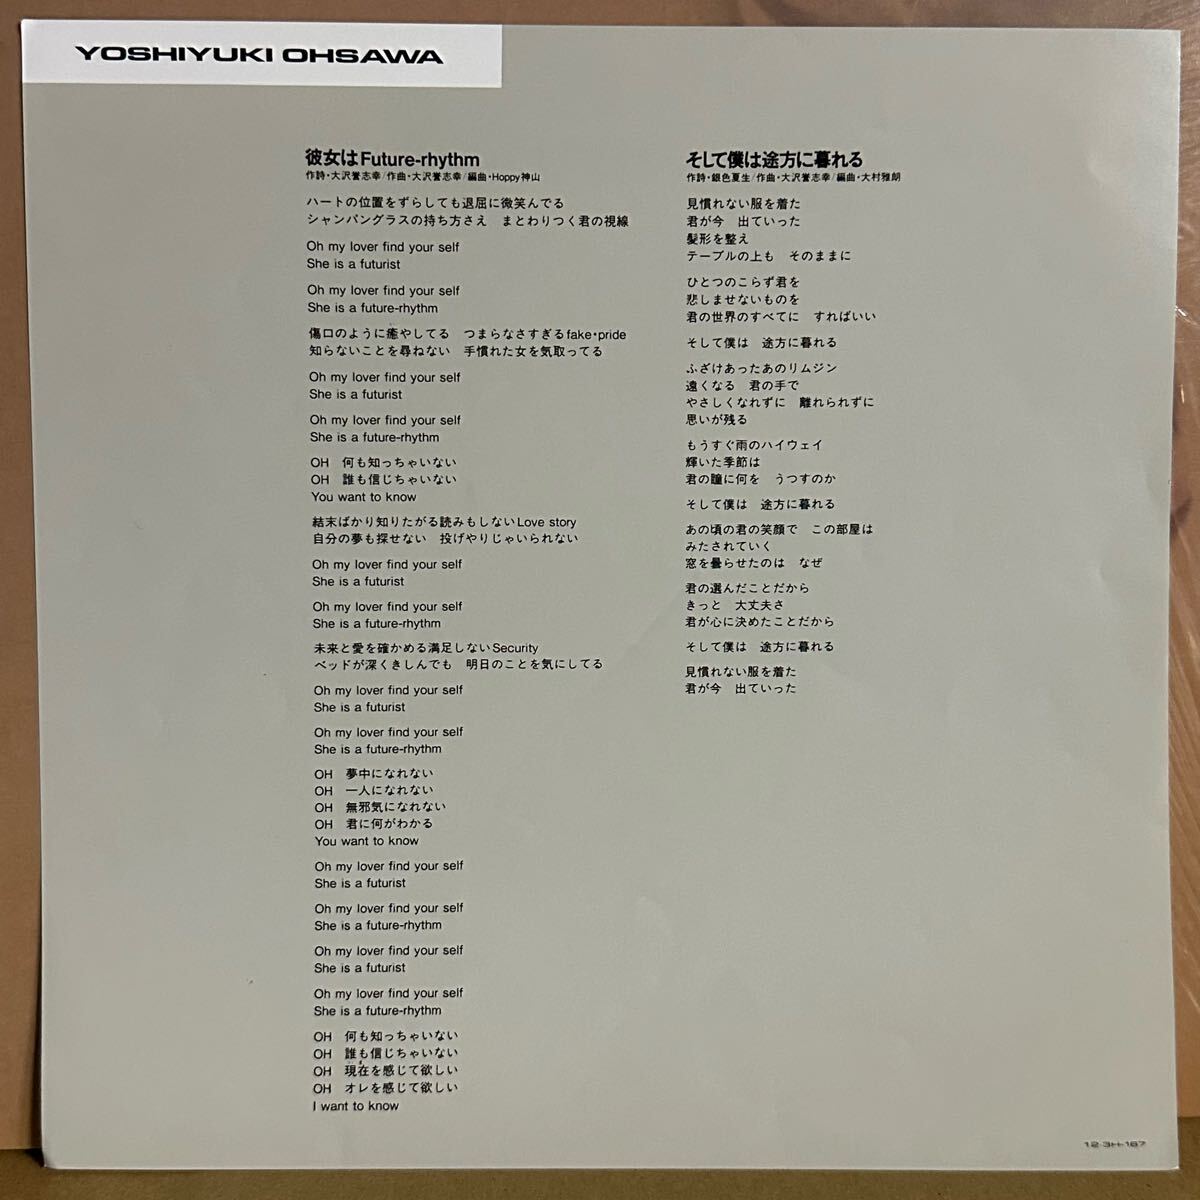 YOSHIYUKI OHSAWA
彼女はFuture-rhythm
作詩・大沢誉志幸/作曲・大沢誉志幸/編曲・Hoppy神山
ハートの位置をずらしても退屈に微笑んでる
シャンパングラスの持ち方さえ　まとわりつく君の視線
Oh my lover find your self
She is a futurist
Oh my lover find your self
She is a future-rhythm
傷口のように癒やしてる　つまらなさすぎるfake・pride
知らないことを尋ねない　手慣れた女を気取ってる
Oh my lover find your self
She is a futurist
Oh my lover find your self
She is a future-rhythm
OH　何も知っちゃいない
OH　誰も信じちゃいない
You want to know
結末ばかり知りたがる読みもしないLove story
自分の夢も探せない　投げやりじゃいられない
Oh my lover find your self
She is a futurist
Oh my lover find your self
She is a future-rhythm
未来と愛を確かめる満足しないSecurity
ベッドが深くきしんでも　明日のことを気にしてる
Oh my lover find your self
She is a futurist
Oh my lover find your self
She is a future-rhythm
OH　夢中になれない
OH　一人になれない
OH　無邪気になれない
OH　君に何がわかる
You want to know
Oh my lover find your self
She is a futurist
Oh my lover find your self
She is a future-rhythm
Oh my lover find your self
She is a futurist
Oh my lover find your self
She is a future-rhythm
OH　何も知っちゃいない
OH　誰も信じちゃいない
OH　現在を感じて欲しい
OH　オレを感じて欲しい
I want to know
そして僕は途方に暮れる
作詩・銀色夏生/作曲・大沢誉志幸/編曲・大村雅朗
見慣れない服を着た
君が今　出ていった
髪形を整え
テーブルの上も　そのままに
ひとつのこらず君を
悲しませないものを
君の世界のすべてに　すればいい
そして僕は　途方に暮れる
ふざけあったあのリムジン
遠くなる　君の手で
やさしくなれずに　離れられずに
思いが残る
もうすぐ雨のハイウェイ
輝いた季節は
君の瞳に何を　うつすのか
そして僕は　途方に暮れる
あの頃の君の笑顔で　この部屋は
みたされていく
窓を曇らせたのは　なぜ
君の選んだことだから
きっと　大丈夫さ
君が心に決めたことだから
そして僕は　途方に暮れる
見慣れない服を着た
君が今　出ていった
12・3H-167